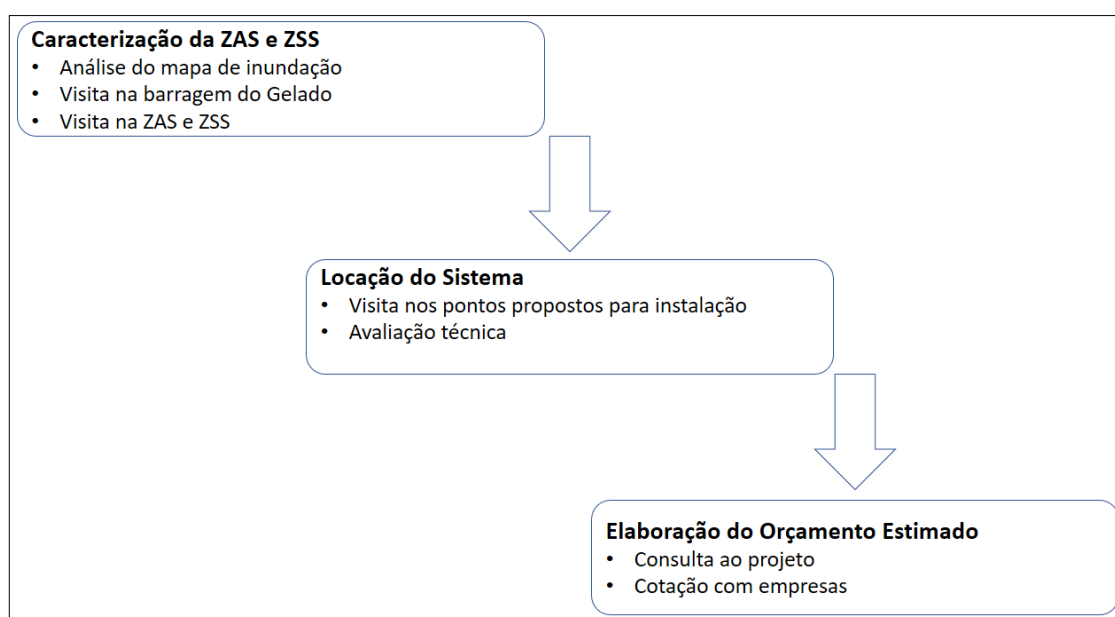 Caracterização da ZAS e ZSS
• Análise do mapa de inundação
• Visita na barragem do Gelado
• Visita na ZAS e ZSS
Locação do Sistema
• Visita nos pontos propostos para instalação
• Avaliação técnica
Elaboração do Orçamento Estimado
• Consulta ao projeto
• Cotação com empresas